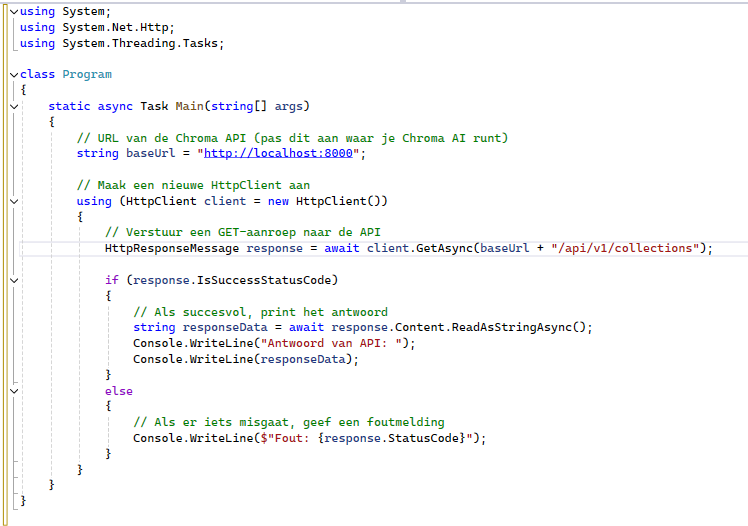 using System;
using System.Net.Http;
using System.Threading.Tasks;
class Program
{
static async Task Main(string[] args)
{
// URL van de Chroma API (pas dit aan waar je Chroma AI runt)
string baseUrl = "http://localhost:8000";
// Maak een nieuwe HttpClient aan
using (HttpClient client = new HttpClient())
{
// Verstuur een GET-aanroep naar de API
HttpResponseMessage response = await client.GetAsync(baseUrl + "/api/v1/collections");
if (response.IsSuccessStatusCode)
{
// Als succesvol, print het antwoord
string responseData = await response.Content.ReadAsStringAsync();
Console.WriteLine("Antwoord van API: ");
Console.WriteLine(responseData);
}
else
{
// Als er iets misgaat, geef een foutmelding
Console.WriteLine($"Fout: {response.StatusCode}");
}
}
}
}